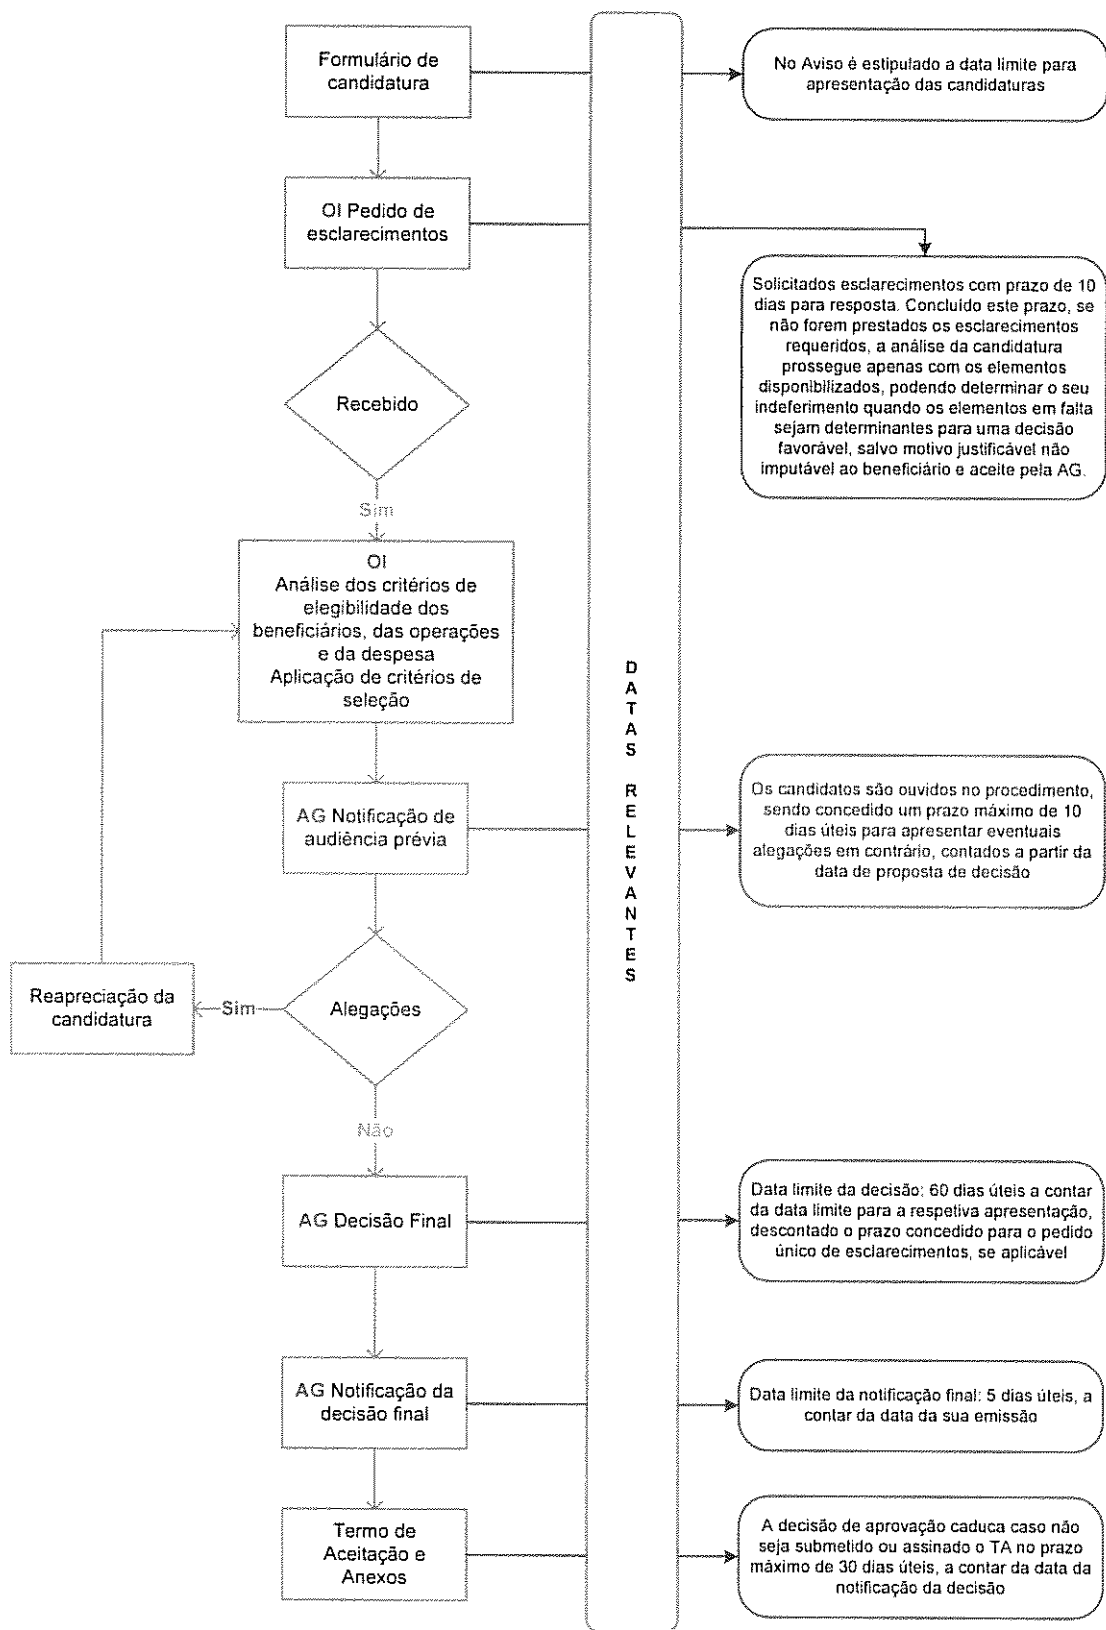 Formulário de
candidatura
No Aviso é estipulado a data limite para
apresentação das candidaturas
OI Pedido de
esclarecimentos
Solicitados esclarecimentos com prazo de 10
dias para resposta. Concluído este prazo, se
não forem prestados os esclarecimentos
requeridos, a análise da candidatura
prossegue apenas com os elementos
disponibilizados, podendo determinar o seu
indeferimento quando os elementos em falta
sejam determinantes para uma decisão
favorável, salvo motivo justificável não
imputável ao beneficiário e aceite pela AG.
Recebido
Sim
OI
Análise dos critérios de
elegibilidade dos
beneficiários, das operações
e da despesa
Aplicação de critérios de
seleção
DATAS RELEVANTES
AG Notificação de
audiência prévia
Os candidatos são ouvidos no procedimento,
sendo concedido um prazo máximo de 10
dias úteis para apresentar eventuais
alegações em contrário, contados a partir da
data de proposta de decisão
Reapreciação da
candidatura
Sim
Alegações
Não
AG Decisão Final
Data limite da decisão: 60 dias úteis a contar
da data limite para a respetiva apresentação,
descontado o prazo concedido para o pedido
único de esclarecimentos, se aplicável
AG Notificação da
decisão final
Data limite da notificação final: 5 dias úteis, a
contar da data da sua emissão
Termo de
Aceitação e
Anexos
A decisão de aprovação caduca caso não
seja submetido ou assinado o TA no prazo
máximo de 30 dias úteis, a contar da data da
notificação da decisão